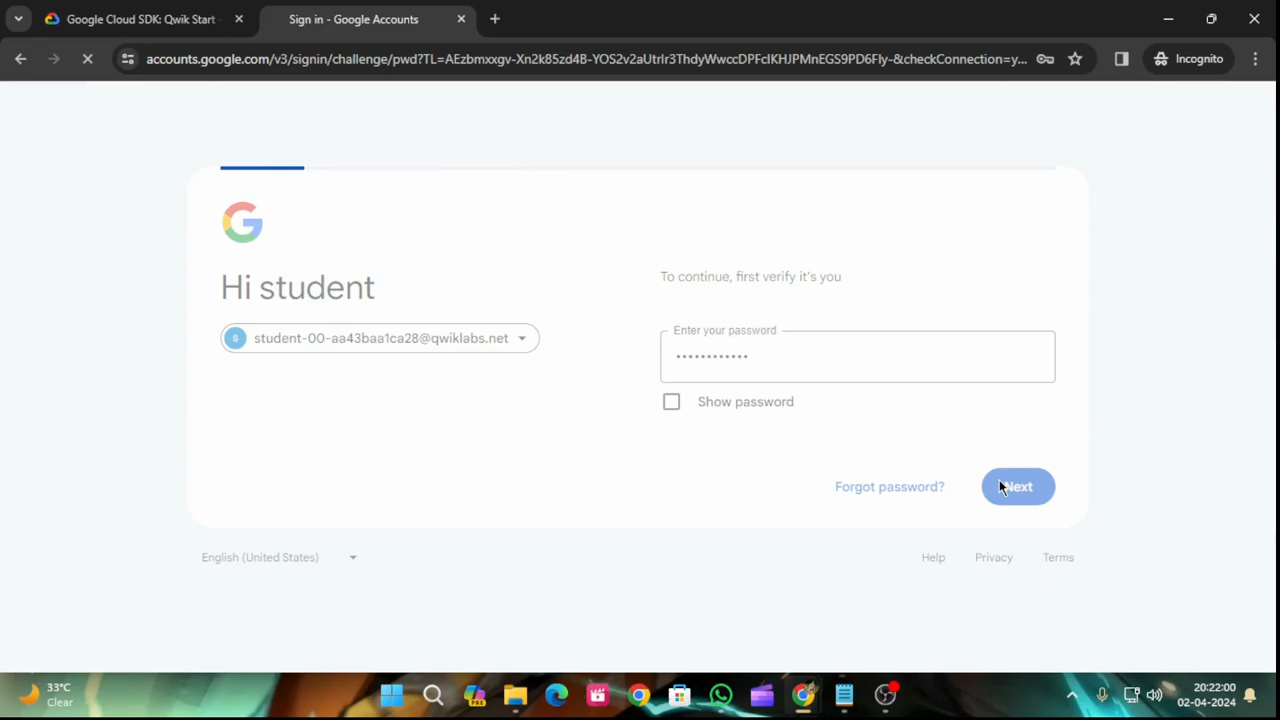 Google Cloud SDK: Qwik Start -
Sign in - Google Accounts
accounts.google.com/v3/signin/challenge/pwd?TL=AEzbmxxgv-Xn2k85zd4B-YOS2v2aUtrIr3ThdyWwccDPFcIKHJPMnEGS9PD6Fly-&checkConnection=y...
Incognito
Hi student
S student-00-aa43baa1ca28@qwiklabs.net
To continue, first verify it's you
Enter your password
••••••••••••
Show password
Forgot password?
Next
English (United States)
Help Privacy Terms
33°C
Clear
PRE
20:22:00
02-04-2024